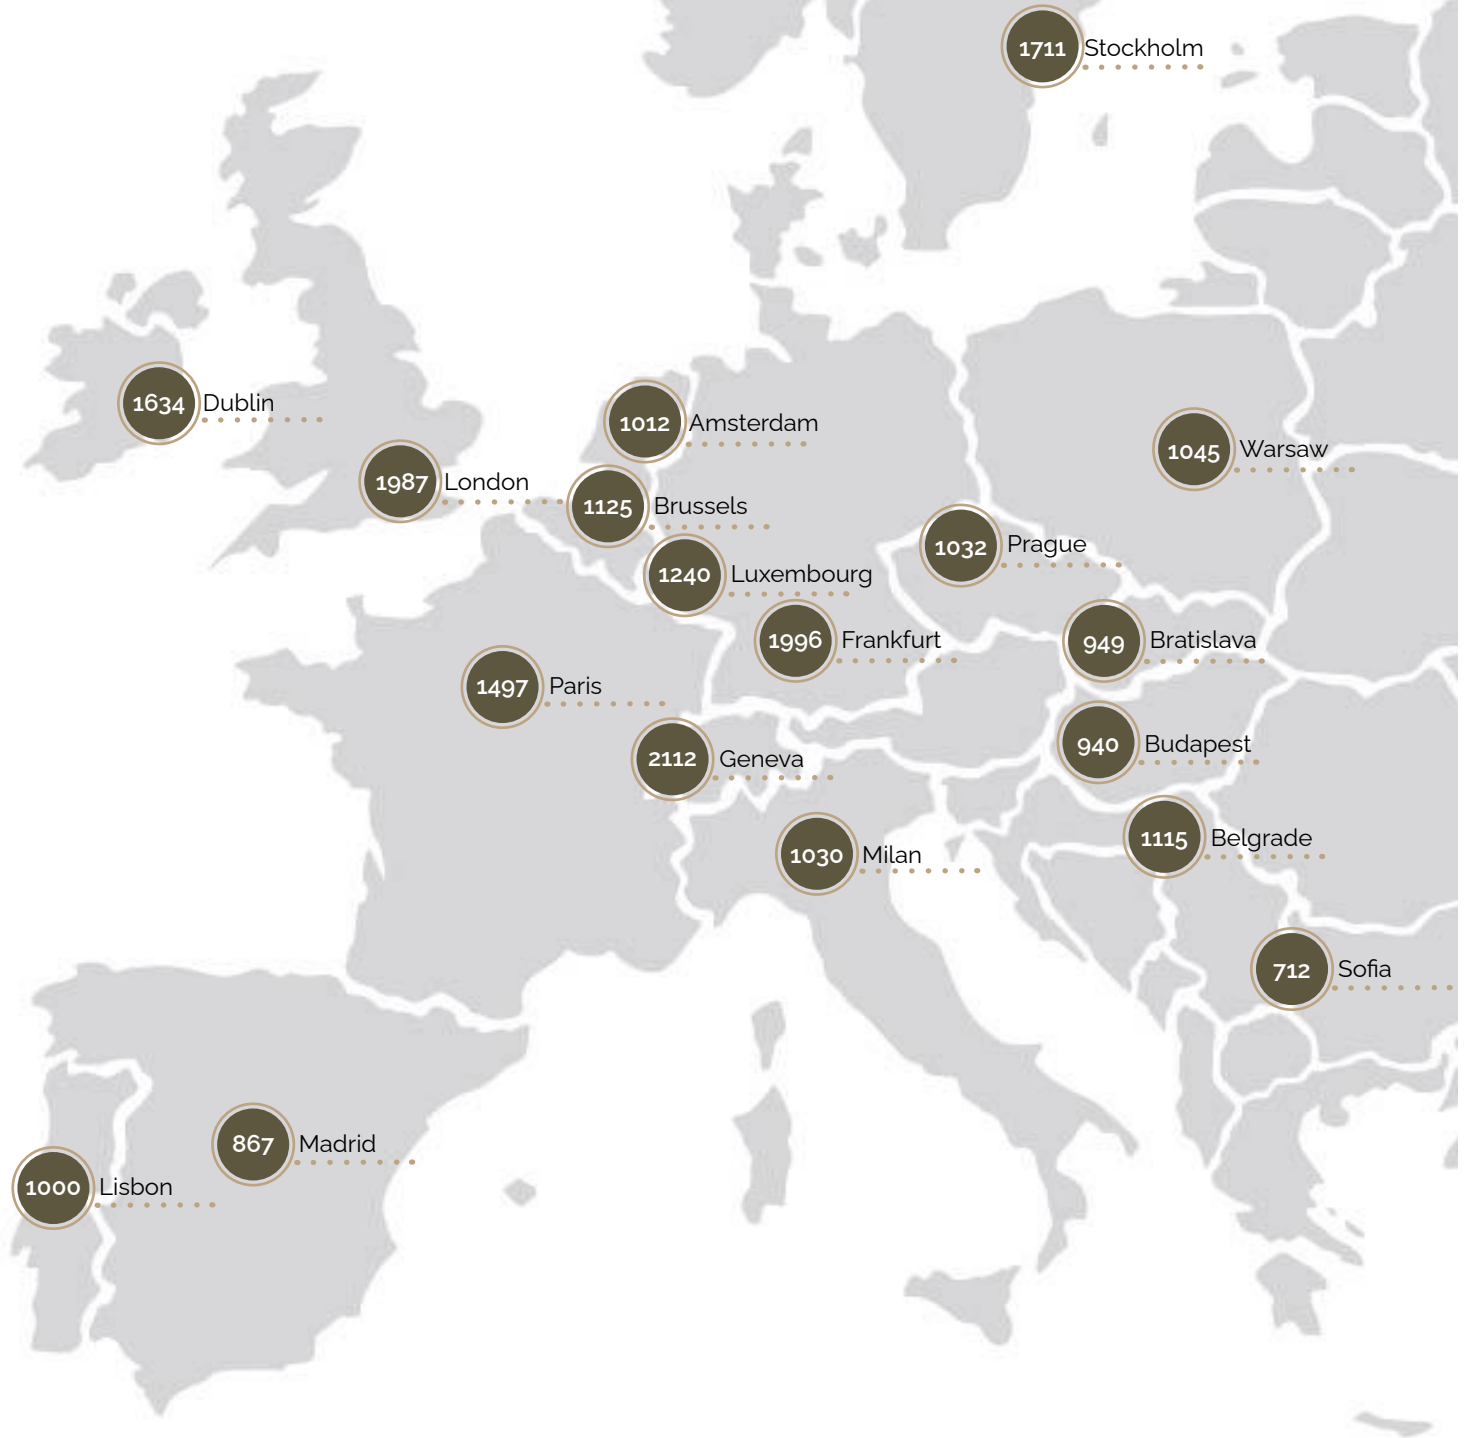 1711 Stockholm
1634 Dublin
1012 Amsterdam
1045 Warsaw
1987 London
1125 Brussels
1032 Prague
1240 Luxembourg
1996 Frankfurt
949 Bratislava
1497 Paris
940 Budapest
2112 Geneva
1115 Belgrade
1030 Milan
712 Sofia
867 Madrid
1000 Lisbon